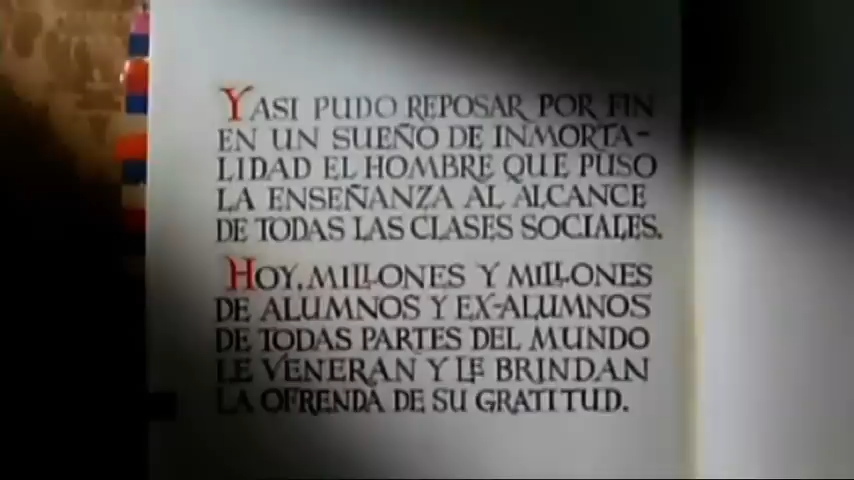 Y ASI PUDO REPOSAR POR FIN
EN UN SUEÑO DE INMORTA-
LIDAD EL HOMBRE QUE PUSO
LA ENSEÑANZA AL ALCANCE
DE TODAS LAS CLASES SOCIALES.
HOY, MILLONES Y MILLONES
DE ALUMNOS Y EX-ALUMNOS
DE TODAS PARTES DEL MUNDO
LE VENERAN Y LE BRINDAN
LA OFRENDA DE SU GRATITUD.